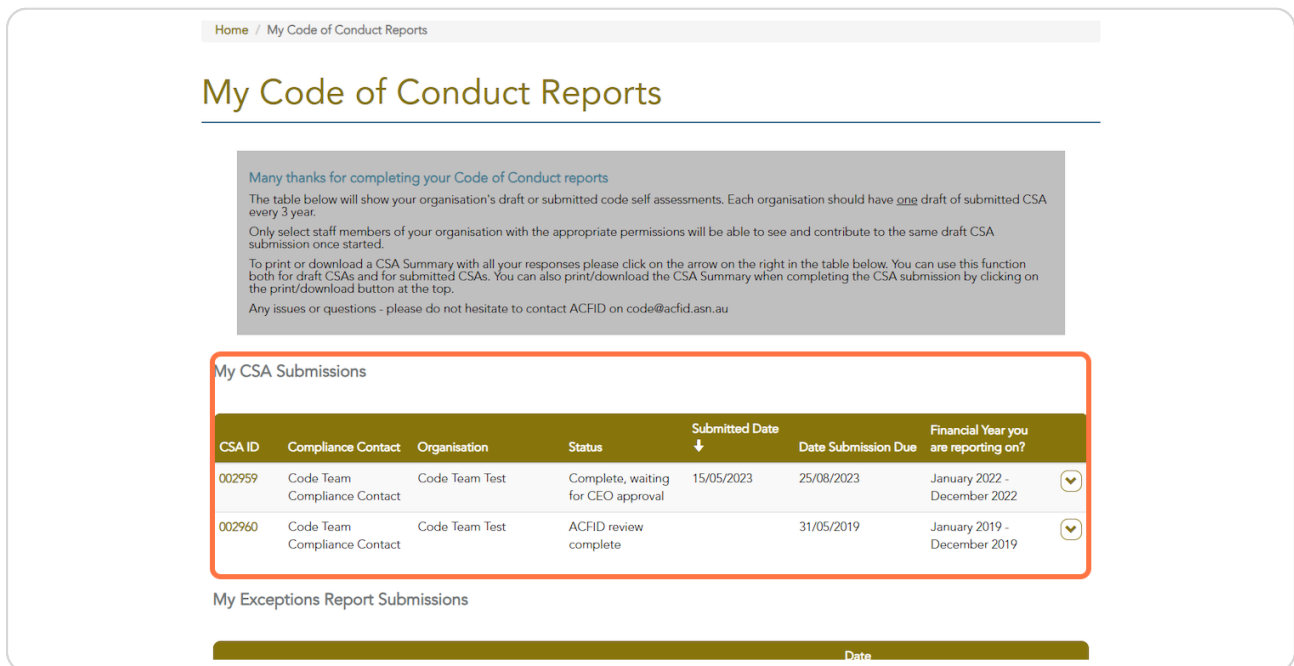 Home / My Code of Conduct Reports
My Code of Conduct Reports
Many thanks for completing your Code of Conduct reports
The table below will show your organisation's draft or submitted code self assessments. Each organisation should have one draft of submitted CSA
every 3 year.
Only select staff members of your organisation with the appropriate permissions will be able to see and contribute to the same draft CSA
submission once started.
To print or download a CSA Summary with all your responses please click on the arrow on the right in the table below. You can use this function
both for draft CSAs and for submitted CSAs. You can also print/download the CSA Summary when completing the CSA submission by clicking on
the print/download button at the top.
Any issues or questions - please do not hesitate to contact ACFID on code@acfid.asn.au
My CSA Submissions
Submitted Date Financial Year you
CSA ID Compliance Contact Organisation Status Date Submission Due are reporting on?
002959 Code Team Code Team Test Complete, waiting 15/05/2023 25/08/2023 January 2022 -
Compliance Contact for CEO approval December 2022
002960 Code Team Code Team Test ACFID review 31/05/2019 January 2019 -
Compliance Contact complete December 2019
My Exceptions Report Submissions
Date